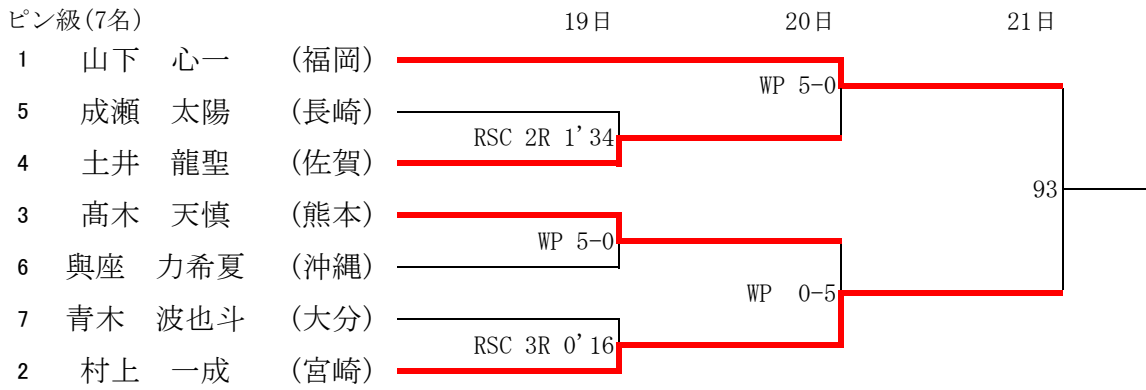 ピン級(7名) 19日 20日 21日
1 山下 心一 (福岡)
WP 5-0
5 成瀬 太陽 (長崎)
RSC 2R 1'34
4 土井 龍聖 (佐賀)
93
3 髙木 天慎 (熊本)
WP 5-0
6 與座 力希夏 (沖縄)
WP 0-5
7 青木 波也斗 (大分)
RSC 3R 0'16
2 村上 一成 (宮崎)